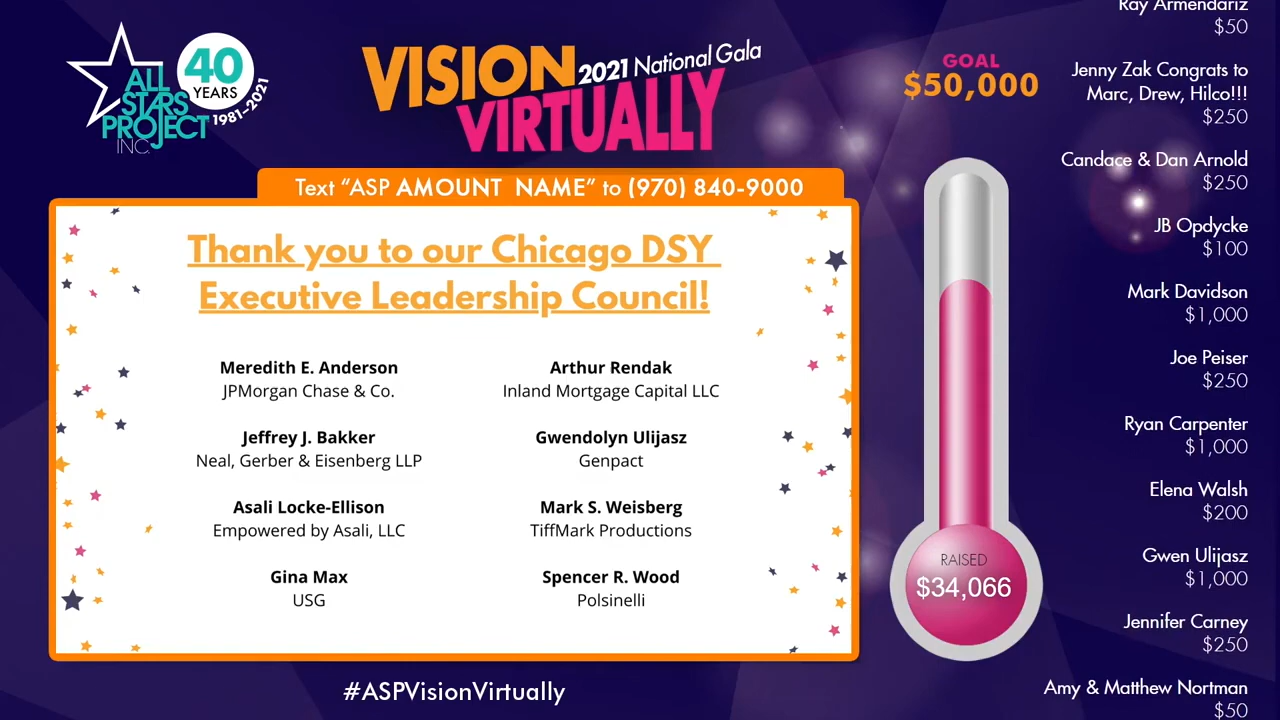 ALL
STARS
PROJECT
INC.
40
YEARS
1981–2021
VISION
2021 National Gala
VIRTUALLY
GOAL
$50,000
Text “ASP AMOUNT NAME” to (970) 840-9000
Thank you to our Chicago DSY
Executive Leadership Council!
Meredith E. Anderson
JPMorgan Chase & Co.
Jeffrey J. Bakker
Neal, Gerber & Eisenberg LLP
Asali Locke-Ellison
Empowered by Asali, LLC
Gina Max
USG
Arthur Rendak
Inland Mortgage Capital LLC
Gwendolyn Ulijasz
Genpact
Mark S. Weisberg
TiffMark Productions
Spencer R. Wood
Polsinelli
#ASPVisionVirtually
RAISED
$34,066
Ray Armendariz
$50
Jenny Zak Congrats to
Marc, Drew, Hilco!!!
$250
Candace & Dan Arnold
$250
JB Opdycke
$100
Mark Davidson
$1,000
Joe Peiser
$250
Ryan Carpenter
$1,000
Elena Walsh
$200
Gwen Ulijasz
$1,000
Jennifer Carney
$250
Amy & Matthew Nortman
$50